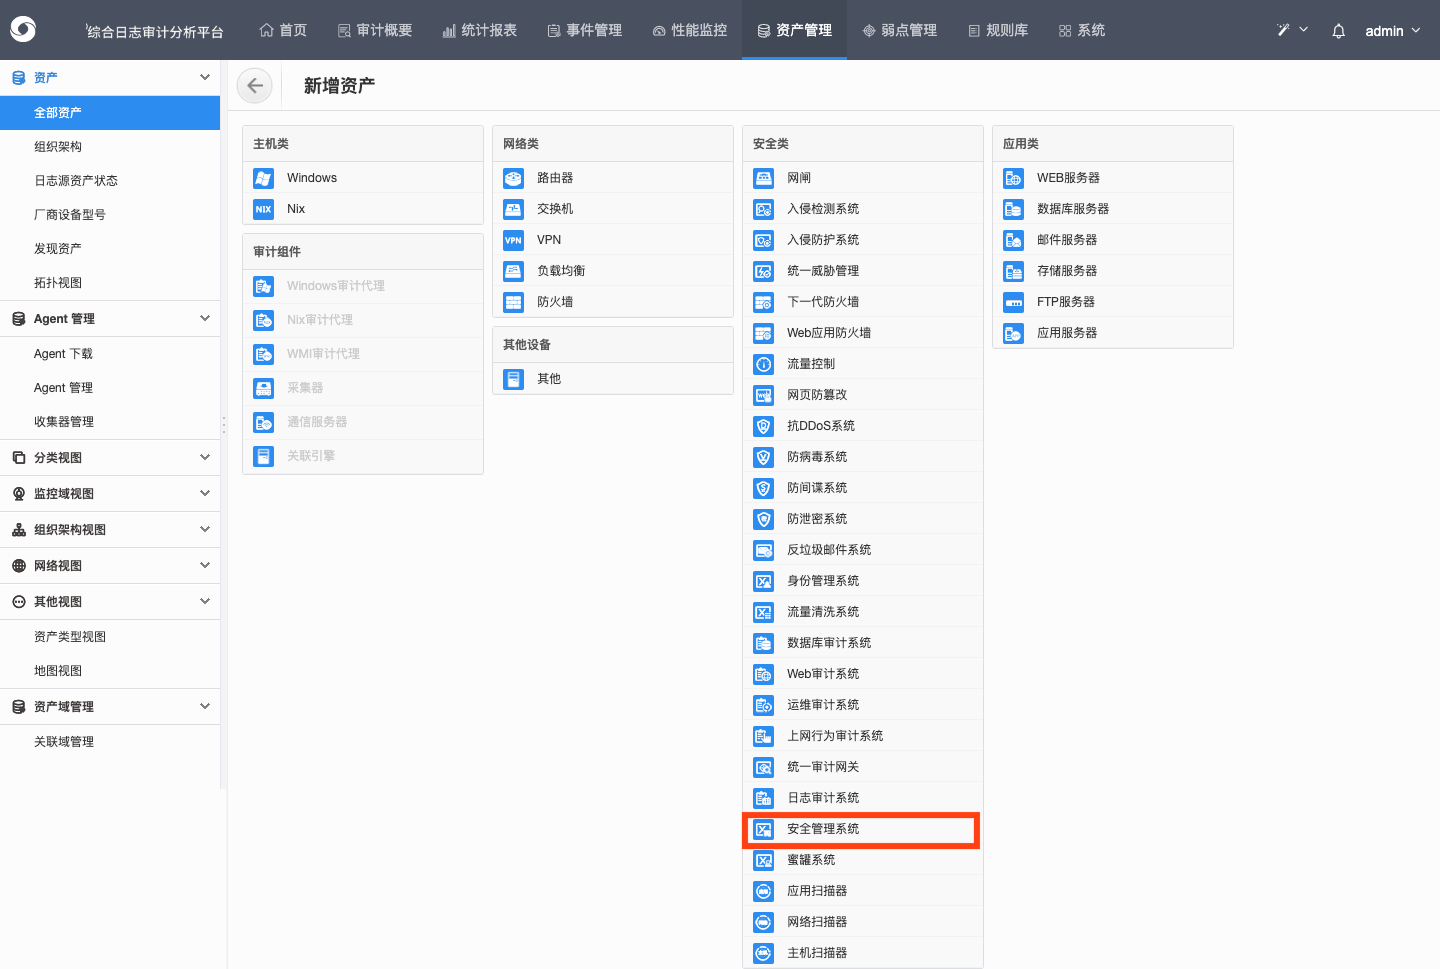 综合日志审计分析平台
首页
审计概要
统计报表
事件管理
性能监控
资产管理
弱点管理
规则库
系统
admin
资产
全部资产
组织架构
日志源资产状态
厂商设备型号
发现资产
拓扑视图
Agent 管理
Agent 下载
Agent 管理
收集器管理
分类视图
监控域视图
组织架构视图
网络视图
其他视图
资产类型视图
地图视图
资产域管理
关联域管理
新增资产
主机类
Windows
NIX Nix
审计组件
Windows审计代理
Nix审计代理
WMI审计代理
采集器
通信服务器
关联引擎
网络类
路由器
交换机
VPN VPN
负载均衡
防火墙
其他设备
其他
安全类
网闸
入侵检测系统
入侵防护系统
统一威胁管理
下一代防火墙
Web应用防火墙
流量控制
网页防篡改
抗DDoS系统
防病毒系统
防间谍系统
防泄密系统
反垃圾邮件系统
身份管理系统
流量清洗系统
数据库审计系统
Web审计系统
运维审计系统
上网行为审计系统
统一审计网关
日志审计系统
安全管理系统
蜜罐系统
应用扫描器
网络扫描器
主机扫描器
应用类
WEB服务器
数据库服务器
邮件服务器
存储服务器
FTP服务器
应用服务器